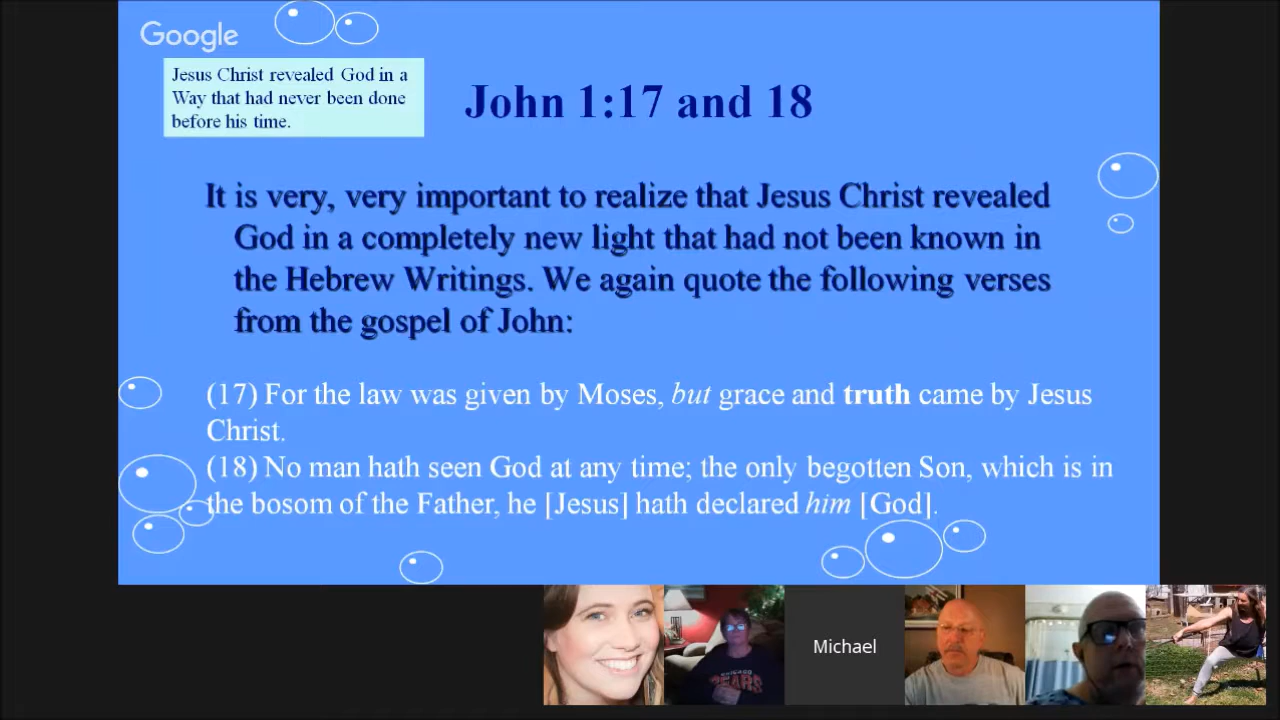 Google
Jesus Christ revealed God in a
Way that had never been done
before his time.
John 1:17 and 18
It is very, very important to realize that Jesus Christ revealed
God in a completely new light that had not been known in
the Hebrew Writings. We again quote the following verses
from the gospel of John:
(17) For the law was given by Moses, but grace and truth came by Jesus
Christ.
(18) No man hath seen God at any time; the only begotten Son, which is in
the bosom of the Father, he [Jesus] hath declared him [God].
Michael
BEARS